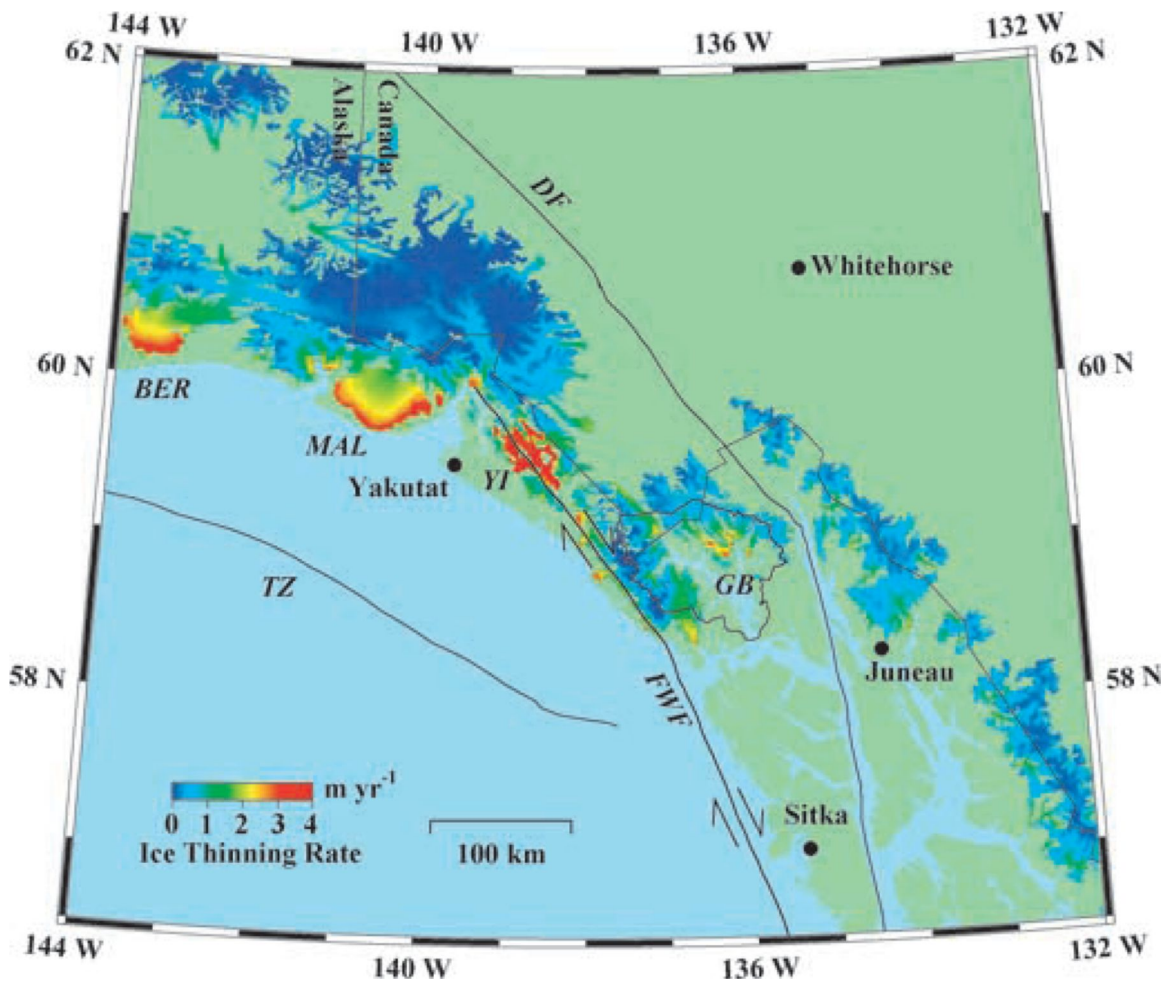 144 W
140 W
136 W
132 W
62 N
62 N
Alaska
Canada
DF
Whitehorse
60 N
60 N
BER
MAL
Yakutat
YI
TZ
GB
Juneau
58 N
58 N
FWF
m yr-1
0 1 2 3 4
Ice Thinning Rate
100 km
Sitka
144 W
140 W
136 W
132 W